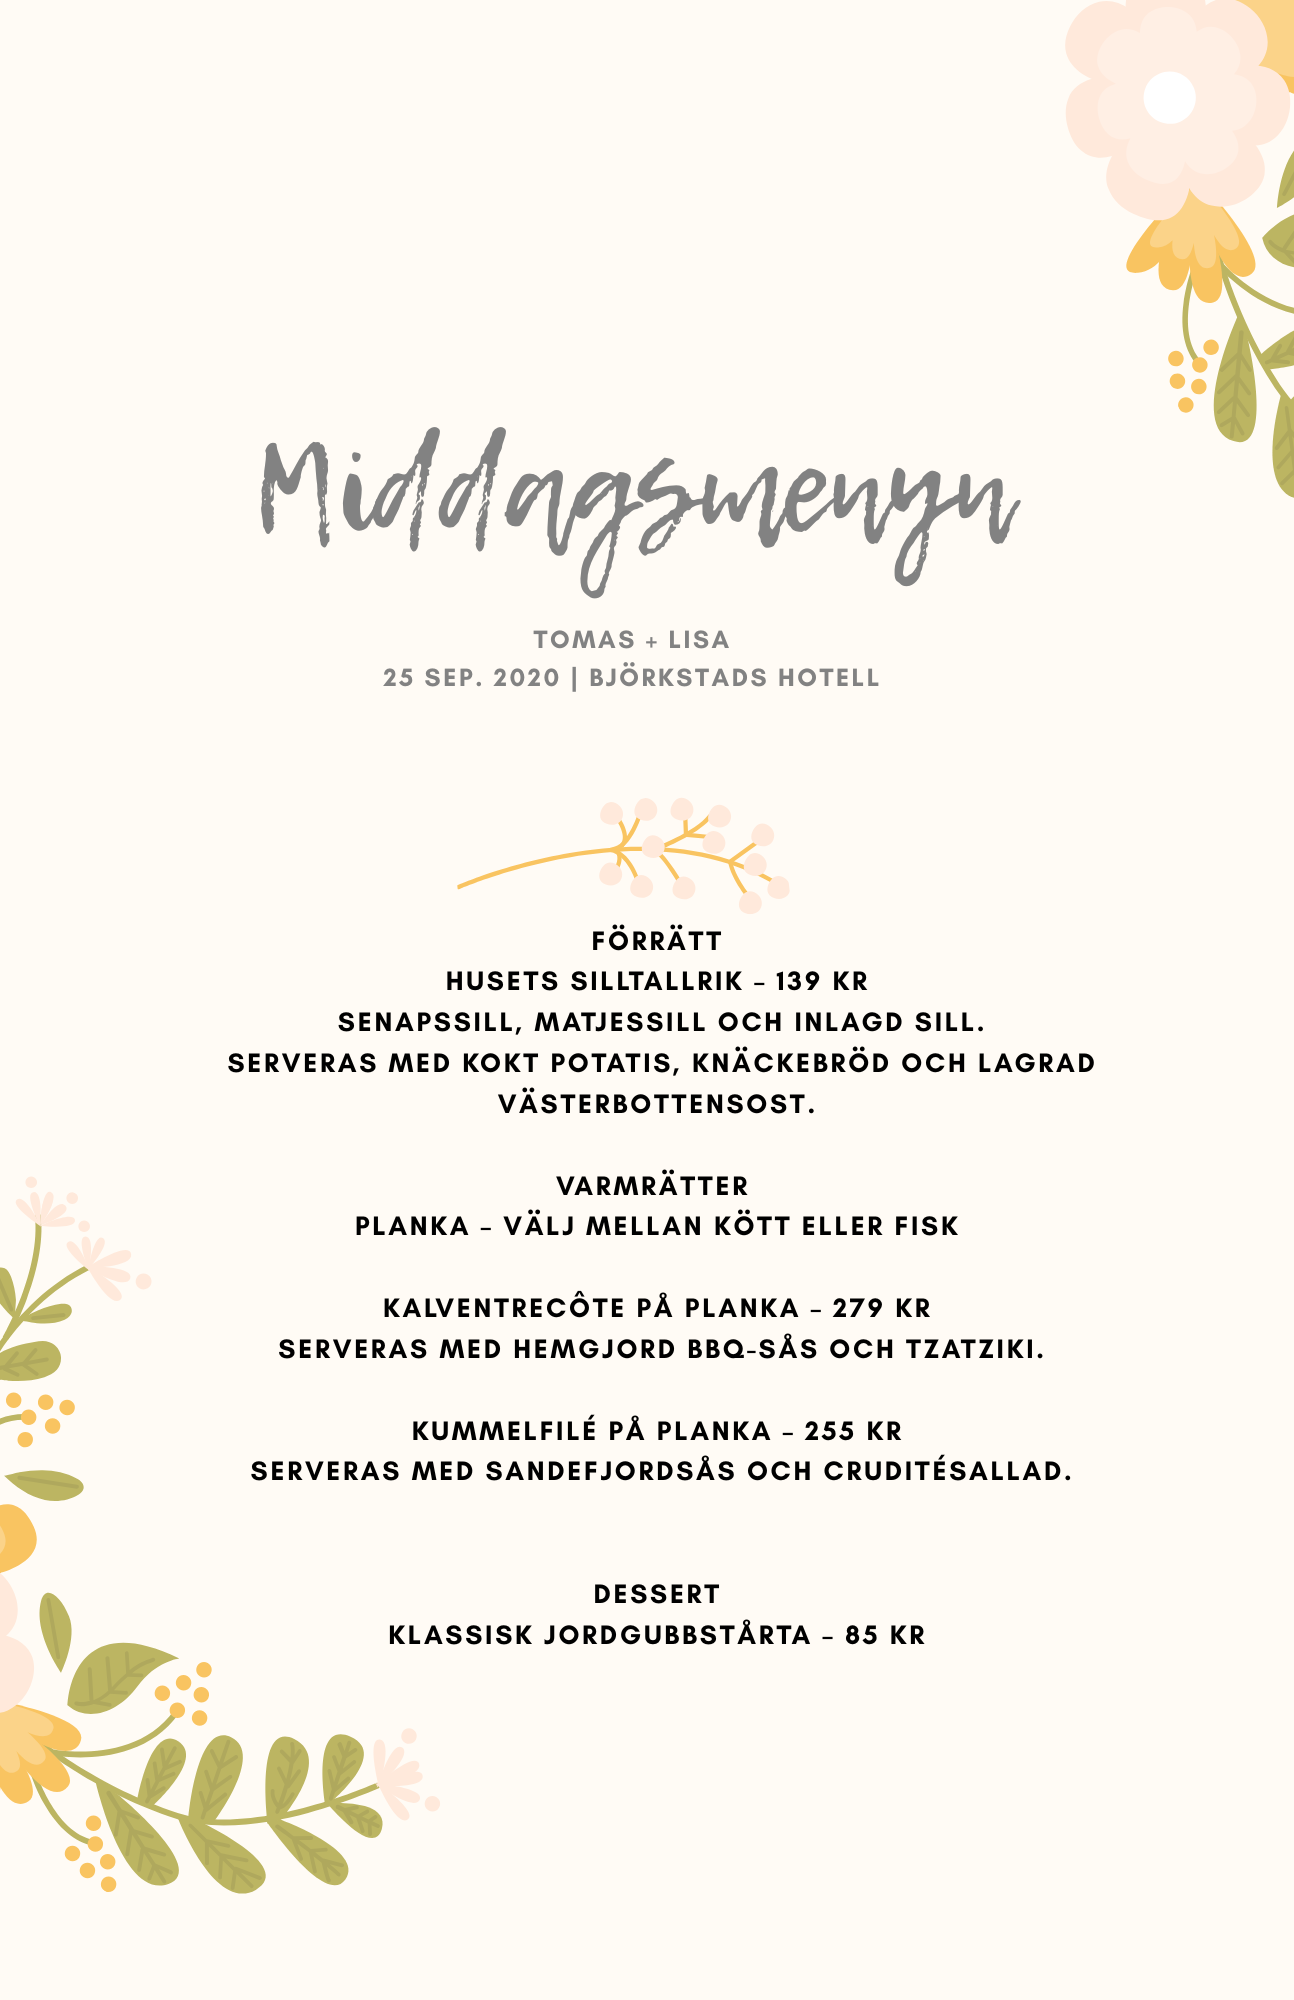 Middagsmenyn
TOMAS + LISA
25 SEP. 2020 | BJÖRKSTADS HOTELL
FÖRRÄTT
HUSETS SILLTALLRIK – 139 KR
SENAPSSILL, MATJESSILL OCH INLAGD SILL.
SERVERAS MED KOKT POTATIS, KNÄCKEBRÖD OCH LAGRAD
VÄSTERBOTTENSOST.
VARMRÄTTER
PLANKA – VÄLJ MELLAN KÖTT ELLER FISK
KALVENTRECÔTE PÅ PLANKA – 279 KR
SERVERAS MED HEMGJORD BBQ-SÅS OCH TZATZIKI.
KUMMELFILÉ PÅ PLANKA – 255 KR
SERVERAS MED SANDEFJORDSÅS OCH CRUDITÉSALLAD.
DESSERT
KLASSISK JORDGUBBSTÅRTA – 85 KR